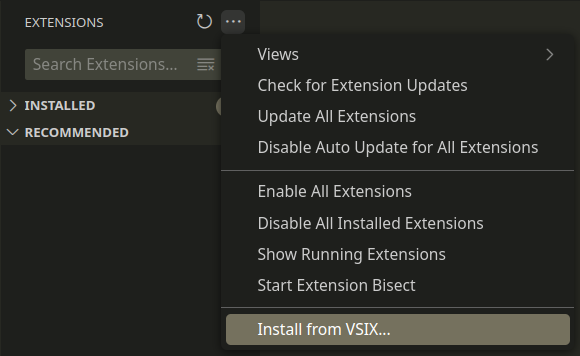 EXTENSIONS
Search Extensions...
INSTALLED
RECOMMENDED
Views
Check for Extension Updates
Update All Extensions
Disable Auto Update for All Extensions
Enable All Extensions
Disable All Installed Extensions
Show Running Extensions
Start Extension Bisect
Install from VSIX...